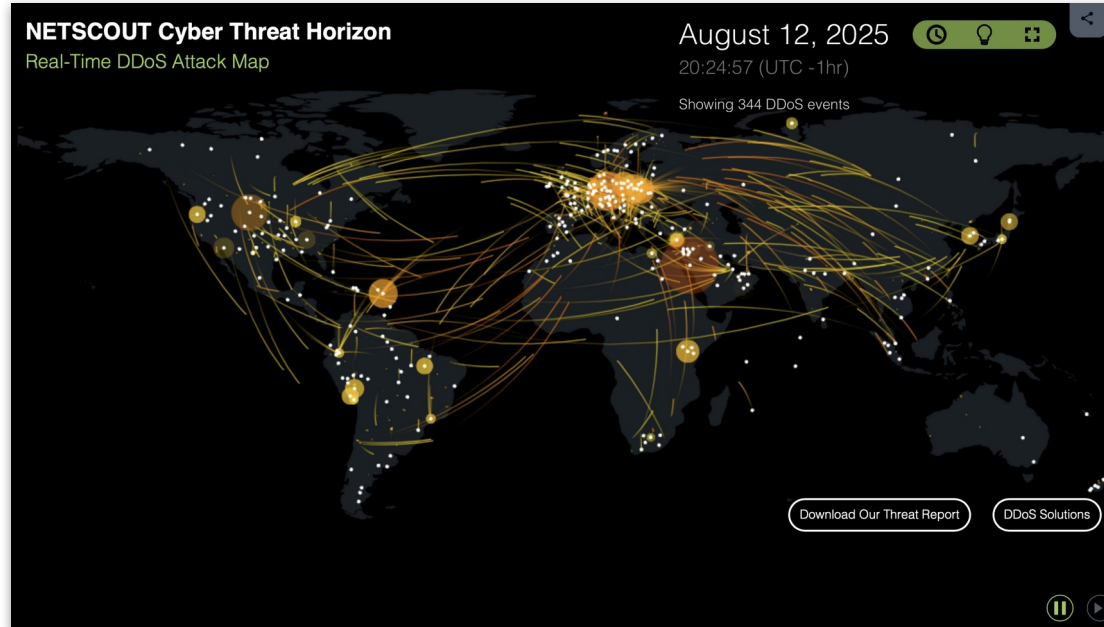 NETSCOUT Cyber Threat Horizon
Real-Time DDoS Attack Map
August 12, 2025
20:24:57 (UTC -1hr)
Showing 344 DDoS events
Download Our Threat Report
DDoS Solutions